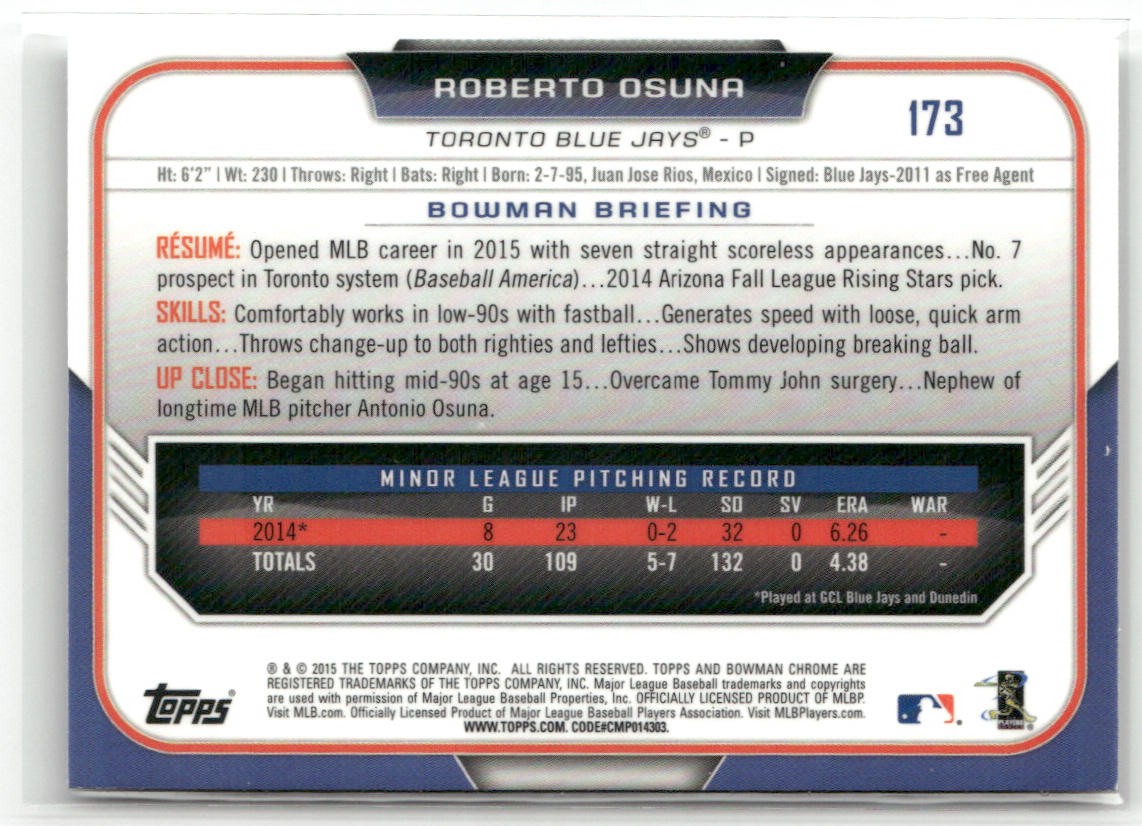 ROBERTO OSUNA
173
TORONTO BLUE JAYS® - P
Ht: 6'2" | Wt: 230 | Throws: Right | Bats: Right | Born: 2-7-95, Juan Jose Rios, Mexico | Signed: Blue Jays-2011 as Free Agent
BOWMAN BRIEFING
RÉSUMÉ: Opened MLB career in 2015 with seven straight scoreless appearances...No. 7
prospect in Toronto system (Baseball America)...2014 Arizona Fall League Rising Stars pick.
SKILLS: Comfortably works in low-90s with fastball...Generates speed with loose, quick arm
action...Throws change-up to both righties and lefties...Shows developing breaking ball.
UP CLOSE: Began hitting mid-90s at age 15...Overcame Tommy John surgery...Nephew of
longtime MLB pitcher Antonio Osuna.
MINOR LEAGUE PITCHING RECORD
YR G IP W-L SO SV ERA WAR
2014* 8 23 0-2 32 0 6.26 -
TOTALS 30 109 5-7 132 0 4.38 -
*Played at GCL Blue Jays and Dunedin
® & © 2015 THE TOPPS COMPANY, INC. ALL RIGHTS RESERVED. TOPPS AND BOWMAN CHROME ARE
REGISTERED TRADEMARKS OF THE TOPPS COMPANY, INC. Major League Baseball trademarks and copyrights
are used with permission of Major League Baseball Properties, Inc. OFFICIALLY LICENSED PRODUCT OF MLBP.
Visit MLB.com. Officially Licensed Product of Major League Baseball Players Association. Visit MLBPlayers.com.
WWW.TOPPS.COM. CODE#CMP014303.
TOPPS®